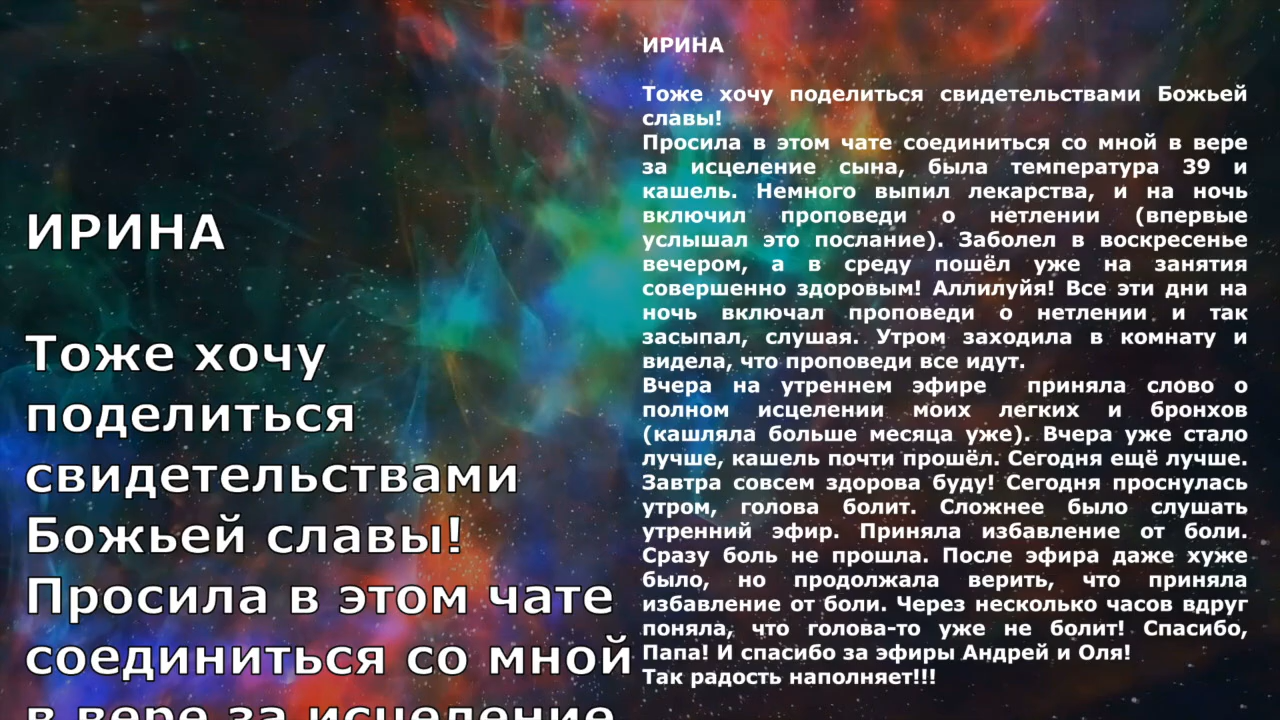 ИРИНА
Тоже хочу
поделиться
свидетельствами
Божьей славы!
Просила в этом чате
соединиться со мной
в вере за исцеление
ИРИНА
Тоже хочу поделиться свидетельствами Божьей
славы!
Просила в этом чате соединиться со мной в вере
за исцеление сына, была температура 39 и
кашель. Немного выпил лекарства, и на ночь
включил проповеди о нетлении (впервые
услышал это послание). Заболел в воскресенье
вечером, а в среду пошёл уже на занятия
совершенно здоровым! Аллилуйя! Все эти дни на
ночь включал проповеди о нетлении и так
засыпал, слушая. Утром заходила в комнату и
видела, что проповеди все идут.
Вчера на утреннем эфире приняла слово о
полном исцелении моих легких и бронхов
(кашляла больше месяца уже). Вчера уже стало
лучше, кашель почти прошёл. Сегодня ещё лучше.
Завтра совсем здорова буду! Сегодня проснулась
утром, голова болит. Сложнее было слушать
утренний эфир. Приняла избавление от боли.
Сразу боль не прошла. После эфира даже хуже
было, но продолжала верить, что приняла
избавление от боли. Через несколько часов вдруг
поняла, что голова-то уже не болит! Спасибо,
Папа! И спасибо за эфиры Андрей и Оля!
Так радость наполняет!!!